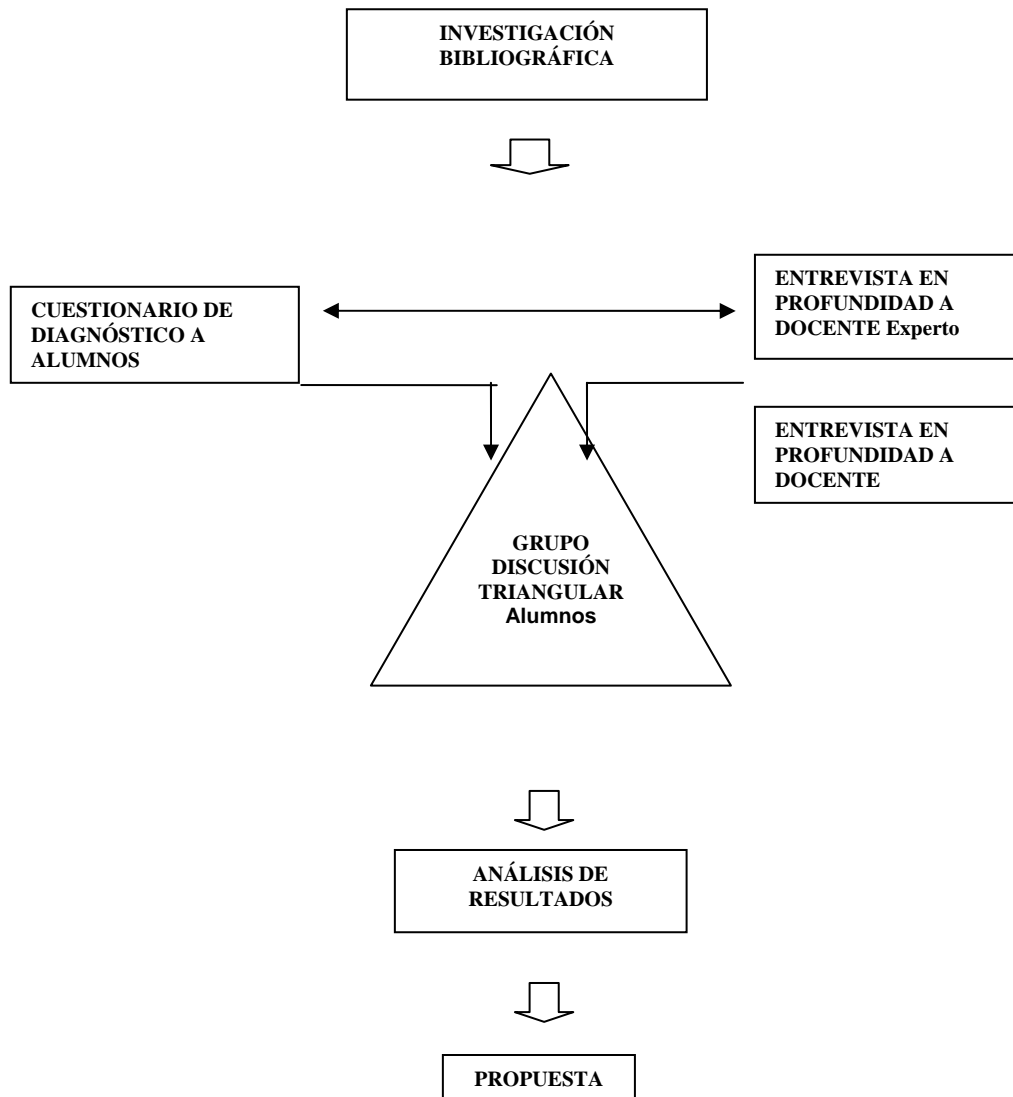 INVESTIGACIÓN
BIBLIOGRÁFICA
CUESTIONARIO DE
DIAGNÓSTICO A
ALUMNOS
ENTREVISTA EN
PROFUNDIDAD A
DOCENTE Experto
ENTREVISTA EN
PROFUNDIDAD A
DOCENTE
GRUPO
DISCUSIÓN
TRIANGULAR
Alumnos
ANÁLISIS DE
RESULTADOS
PROPUESTA